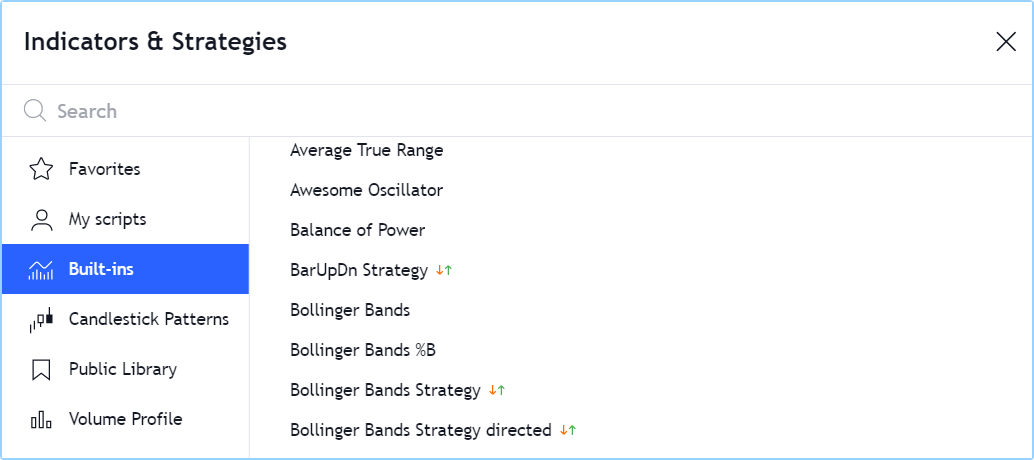 Indicators & Strategies
Search
Favorites
My scripts
Built-ins
Candlestick Patterns
Public Library
Volume Profile
Average True Range
Awesome Oscillator
Balance of Power
BarUpDn Strategy
Bollinger Bands
Bollinger Bands %B
Bollinger Bands Strategy
Bollinger Bands Strategy directed